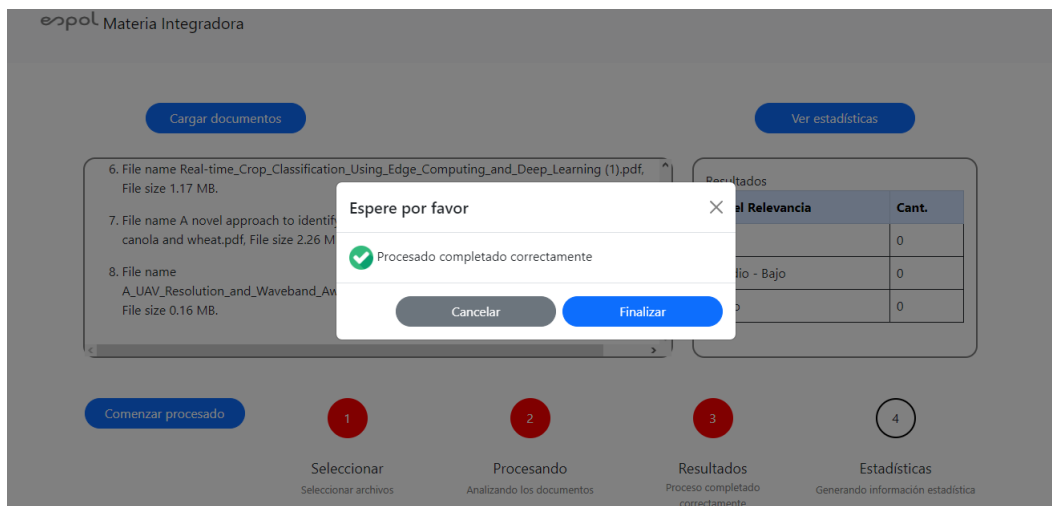 espol Materia Integradora
Cargar documentos
Ver estadísticas
6. File name Real-time_Crop_Classification_Using_Edge_Computing_and_Deep_Learning (1).pdf,
File size 1.17 MB.
7. File name A novel approach to identify
canola and wheat.pdf, File size 2.26 M
8. File name
A_UAV_Resolution_and_Waveband_Aw
File size 0.16 MB.
Resultados
el Relevancia Cant.
0
dio - Bajo 0
0
Espere por favor
Procesado completado correctamente
Cancelar
Finalizar
Comenzar procesado
1
2
3
4
Seleccionar
Seleccionar archivos
Procesando
Analizando los documentos
Resultados
Proceso completado
correctamente
Estadísticas
Generando información estadística